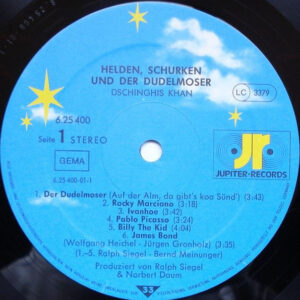 HELDEN, SCHURKEN
UND DER DUDELMOSER
DSCHINGHIS KHAN
6.25 400
LC 3379
Seite 1 STEREO
GEMA
6.25 400-01-1
JR
JUPITER-RECORDS
1. Der Dudelmoser (Auf der Alm, da gibt's koa Sünd') (3:43)
2. Rocky Marciano (3:18)
3. Ivanhoe (3:42)
4. Pablo Picasso (3:24)
5. Billy The Kid (4:04)
6. James Bond
(Wolfgang Heichel - Jürgen Gronholz) (3:35)
(1.-5. Ralph Siegel - Bernd Meinunger)
Produziert von Ralph Siegel
& Norbert Daum
33